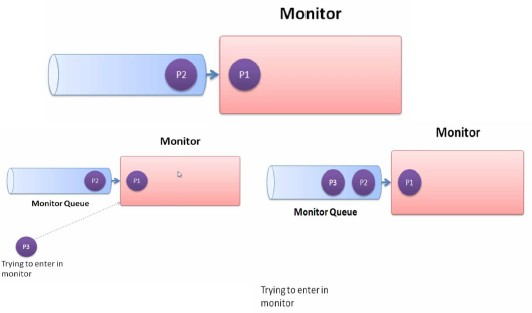 Monitor
P2
P1
Monitor
P2
P1
Monitor Queue
P3
Trying to enter in
monitor
Monitor
P3
P2
P1
Monitor Queue
Trying to enter in
monitor